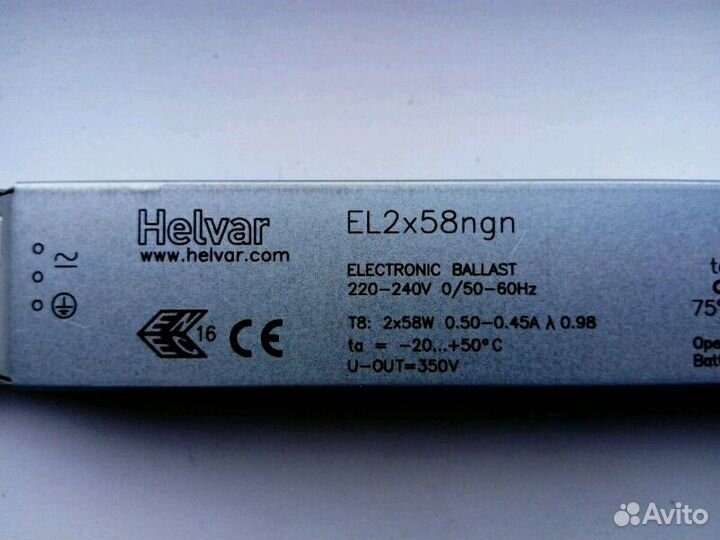 Helvar
www.helvar.com
16 CE
EL2x58ngn
ELECTRONIC BALLAST
220-240V 0/50-60Hz
T8: 2x58W 0.50-0.45A λ 0.98
ta = -20...+50°C
U-OUT=350V
75°
Avito